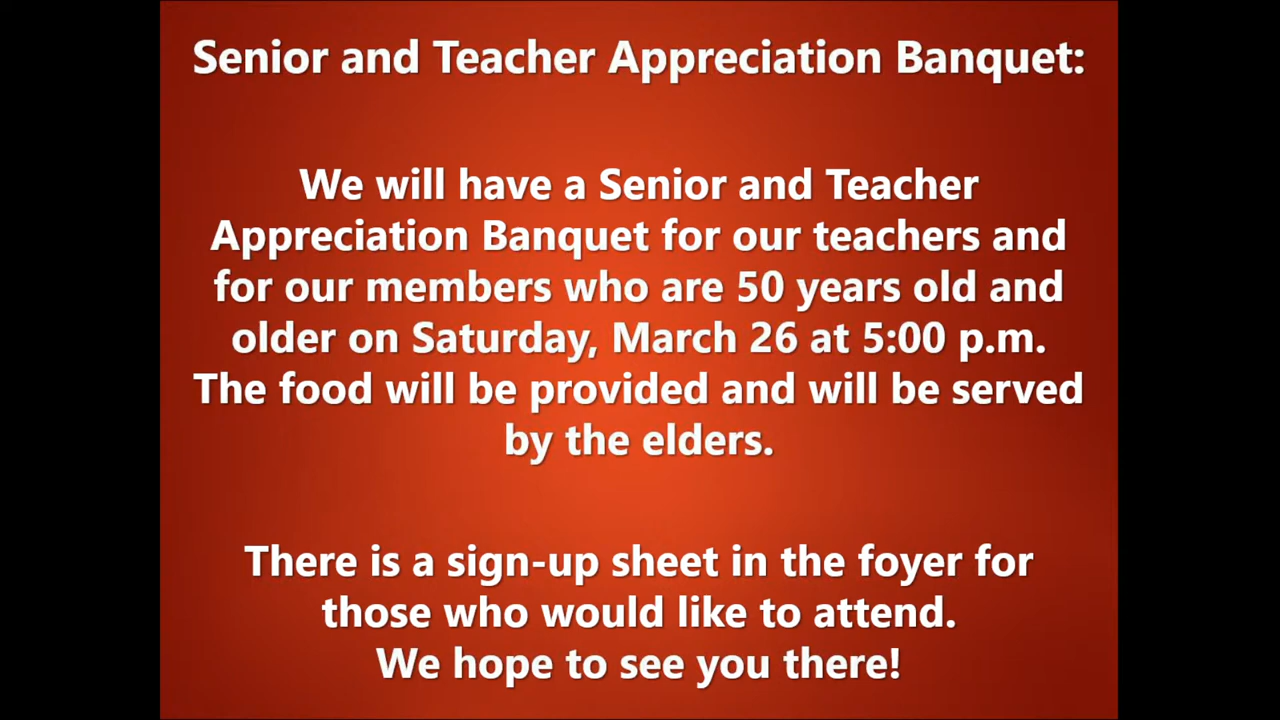 Senior and Teacher Appreciation Banquet:
We will have a Senior and Teacher
Appreciation Banquet for our teachers and
for our members who are 50 years old and
older on Saturday, March 26 at 5:00 p.m.
The food will be provided and will be served
by the elders.
There is a sign-up sheet in the foyer for
those who would like to attend.
We hope to see you there!